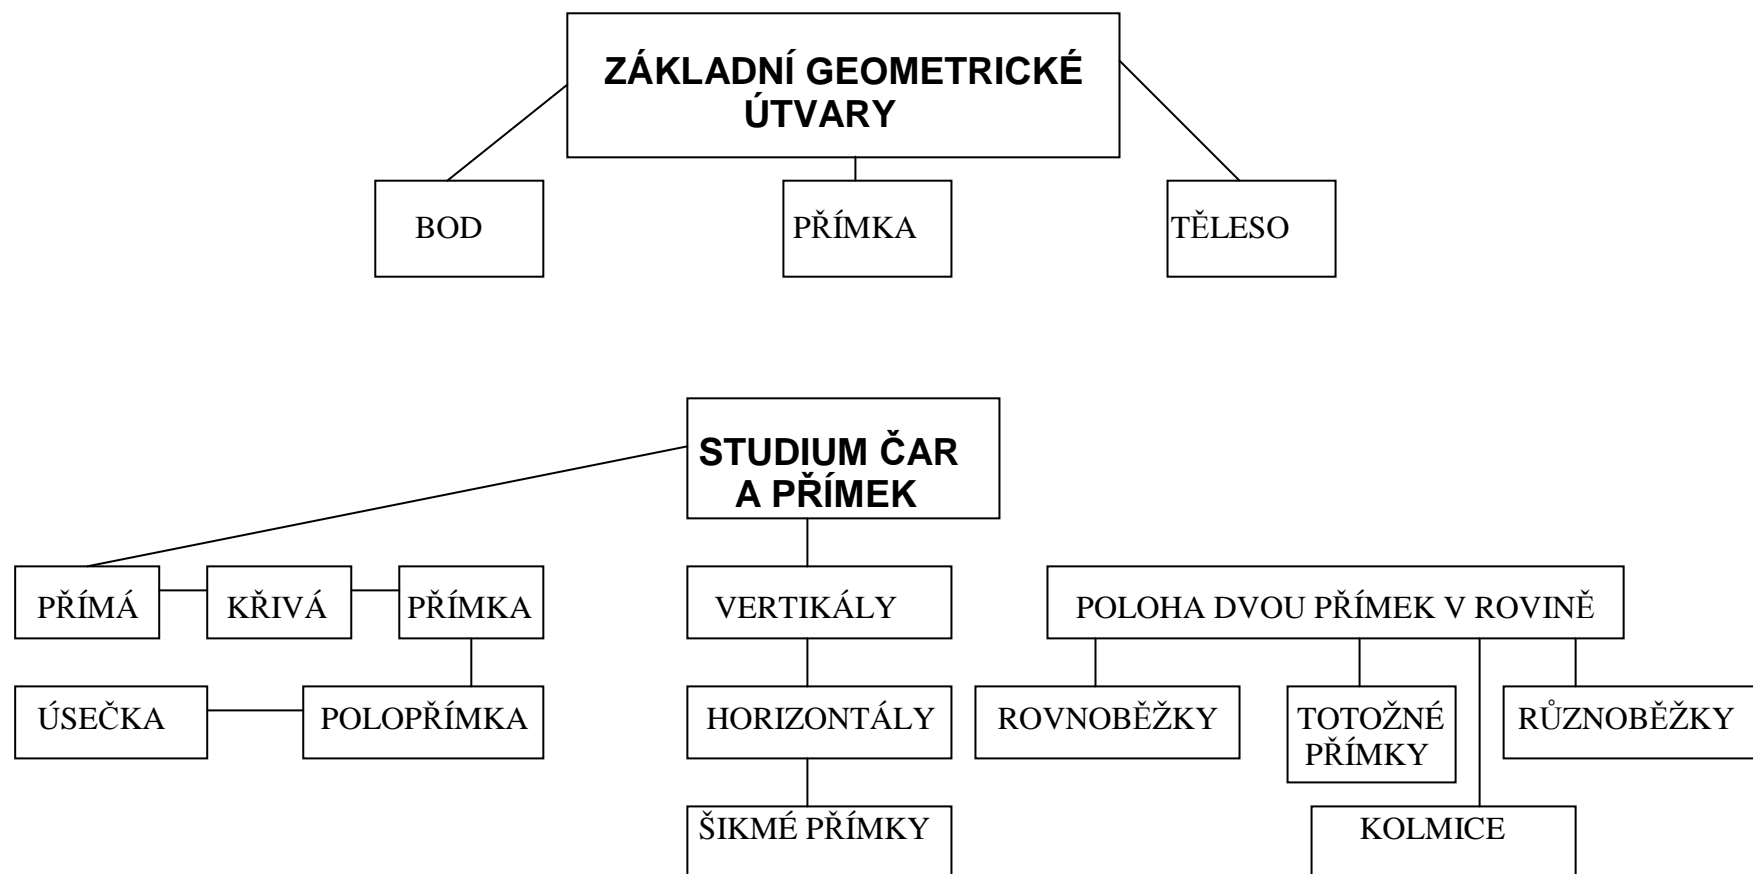 ZÁKLADNÍ GEOMETRICKÉ
ÚTVARY
BOD
PŘÍMKA
TĚLESO
STUDIUM ČAR
A PŘÍMEK
PŘÍMÁ
KŘIVÁ
PŘÍMKA
VERTIKÁLY
POLOHA DVOU PŘÍMEK V ROVINĚ
ÚSEČKA
POLOPŘÍMKA
HORIZONTÁLY
ROVNOBĚŽKY
TOTOŽNÉ
PŘÍMKY
RŮZNOBĚŽKY
ŠIKMÉ PŘÍMKY
KOLMICE